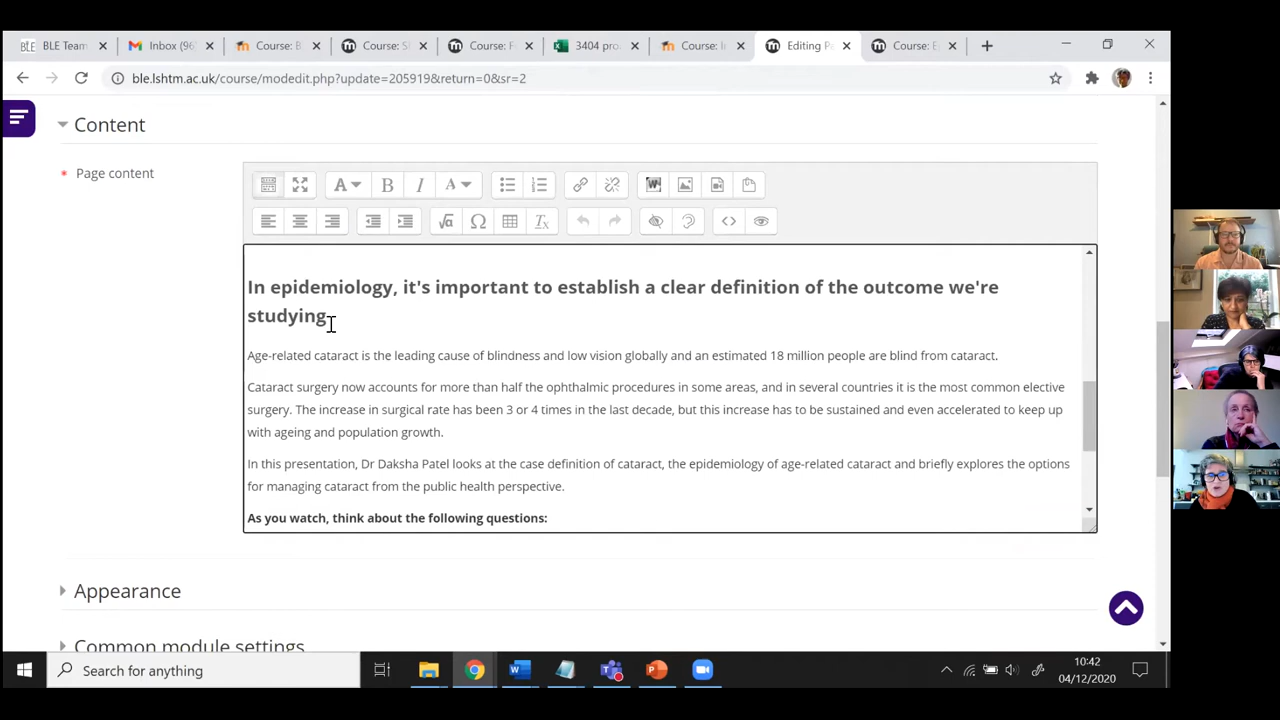 BLE Team
Inbox (96
Course: B
Course: S
Course: F
3404 pro
Course: I
Editing P
Course: E
ble.lshtm.ac.uk/course/modedit.php?update=205919&return=0&sr=2
Content
Page content
In epidemiology, it's important to establish a clear definition of the outcome we're
studying
Age-related cataract is the leading cause of blindness and low vision globally and an estimated 18 million people are blind from cataract.
Cataract surgery now accounts for more than half the ophthalmic procedures in some areas, and in several countries it is the most common elective
surgery. The increase in surgical rate has been 3 or 4 times in the last decade, but this increase has to be sustained and even accelerated to keep up
with ageing and population growth.
In this presentation, Dr Daksha Patel looks at the case definition of cataract, the epidemiology of age-related cataract and briefly explores the options
for managing cataract from the public health perspective.
As you watch, think about the following questions:
Appearance
Common module settings
Search for anything
10:42
04/12/2020